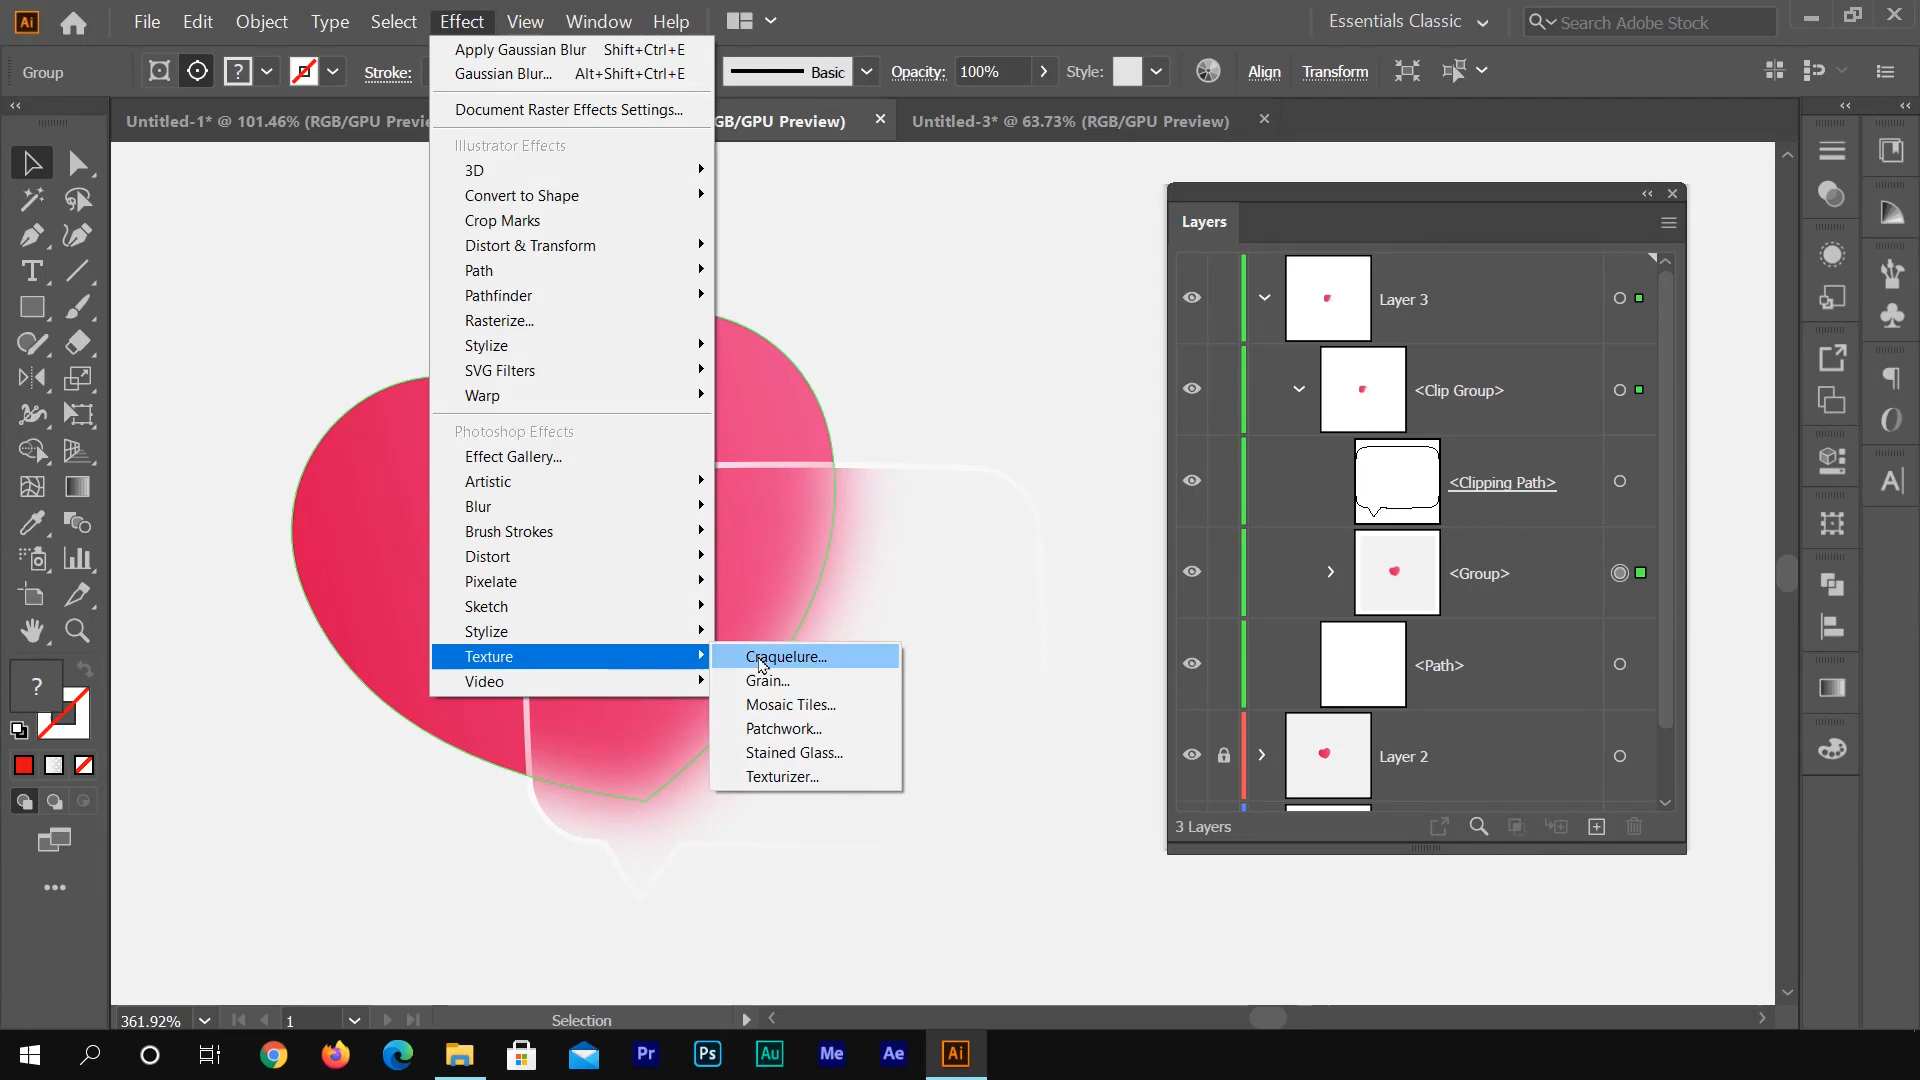 Ai File Edit Object Type Select Effect View Window Help Essentials Classic Search Adobe Stock
Group ? Stroke: Basic Opacity: 100% Style: Align Transform
Untitled-1* @ 101.46% (RGB/GPU Previe GB/GPU Preview) Untitled-3* @ 63.73% (RGB/GPU Preview)
Apply Gaussian Blur Shift+Ctrl+E
Gaussian Blur... Alt+Shift+Ctrl+E
Document Raster Effects Settings...
Illustrator Effects
3D
Convert to Shape
Crop Marks
Distort & Transform
Path
Pathfinder
Rasterize...
Stylize
SVG Filters
Warp
Photoshop Effects
Effect Gallery...
Artistic
Blur
Brush Strokes
Distort
Pixelate
Sketch
Stylize
Texture
Video
Craquelure...
Grain...
Mosaic Tiles...
Patchwork...
Stained Glass...
Texturizer...
?
Layers
Layer 3
<Clip Group>
<Clipping Path>
<Group>
<Path>
Layer 2
3 Layers
361.92% 1 Selection
Pr Ps Au Me Ae Ai